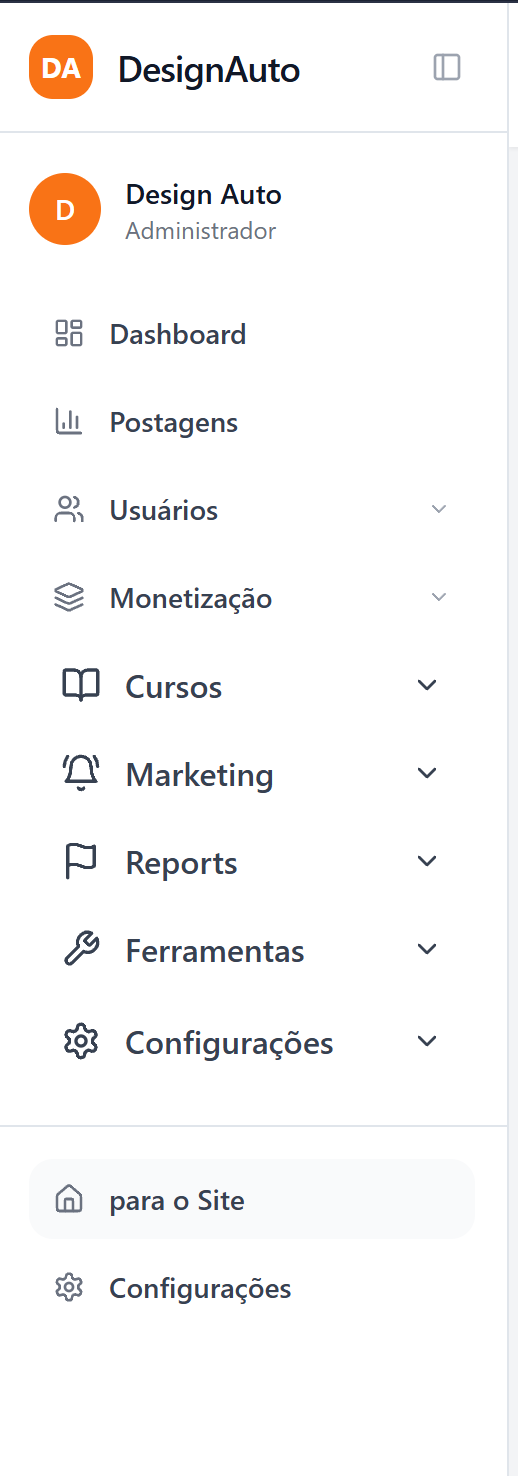 DA DesignAuto
D
Design Auto
Administrador
Dashboard
Postagens
Usuários
Monetização
Cursos
Marketing
Reports
Ferramentas
Configurações
para o Site
Configurações